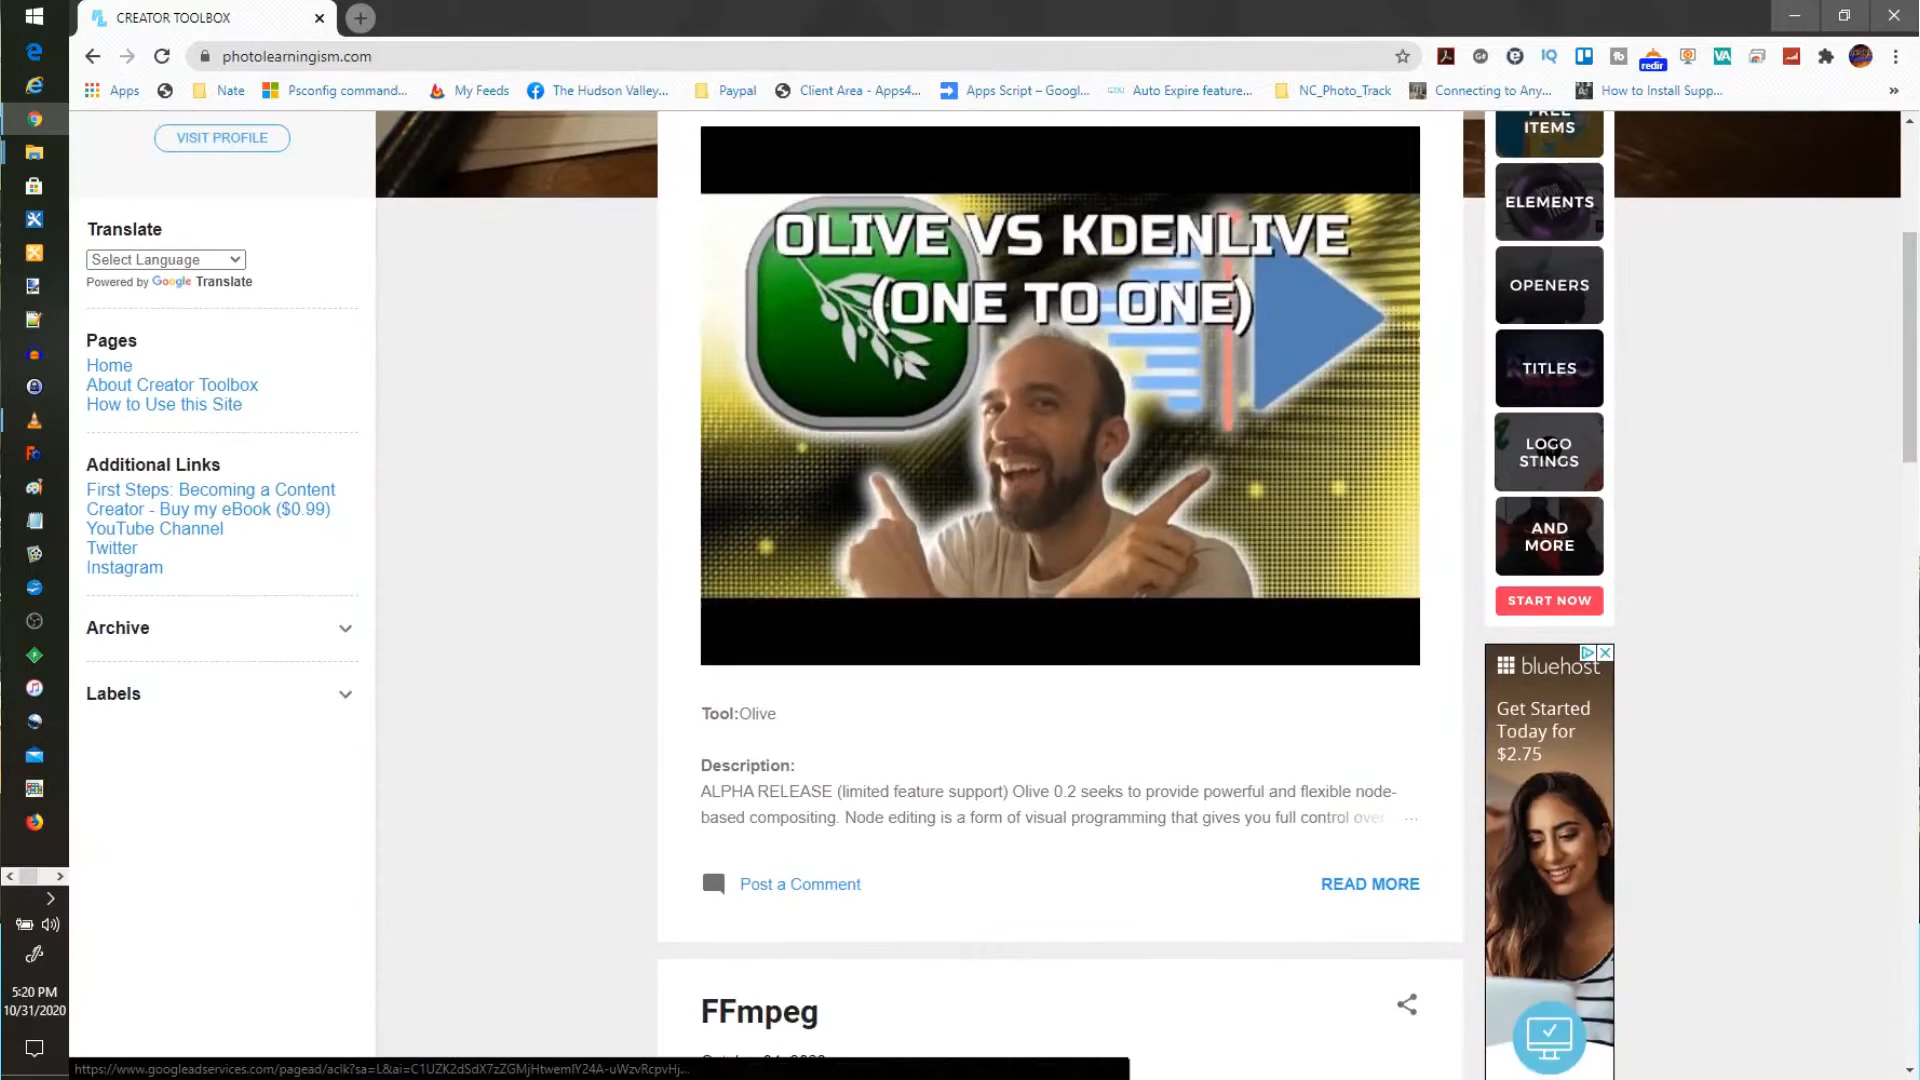 CREATOR TOOLBOX
photolearningism.com
redir
IQ
VA
Apps
Nate
Psconfig command...
My Feeds
The Hudson Valley...
Paypal
Client Area - Apps4...
Apps Script – Googl...
Auto Expire feature...
NC_Photo_Track
Connecting to Any...
How to Install Supp...
VISIT PROFILE
Translate
Select Language
Powered by Google Translate
Pages
Home
About Creator Toolbox
How to Use this Site
Additional Links
First Steps: Becoming a Content
Creator - Buy my eBook ($0.99)
YouTube Channel
Twitter
Instagram
Archive
Labels
OLIVE VS KDENLIVE
(ONE TO ONE)
Tool:Olive
Description:
ALPHA RELEASE (limited feature support) Olive 0.2 seeks to provide powerful and flexible node-
based compositing. Node editing is a form of visual programming that gives you full control over ...
Post a Comment
READ MORE
FFmpeg
FREE
ITEMS
ELEMENTS
OPENERS
TITLES
LOGO
STINGS
AND
MORE
START NOW
bluehost
Get Started
Today for
$2.75
5:20 PM
10/31/2020